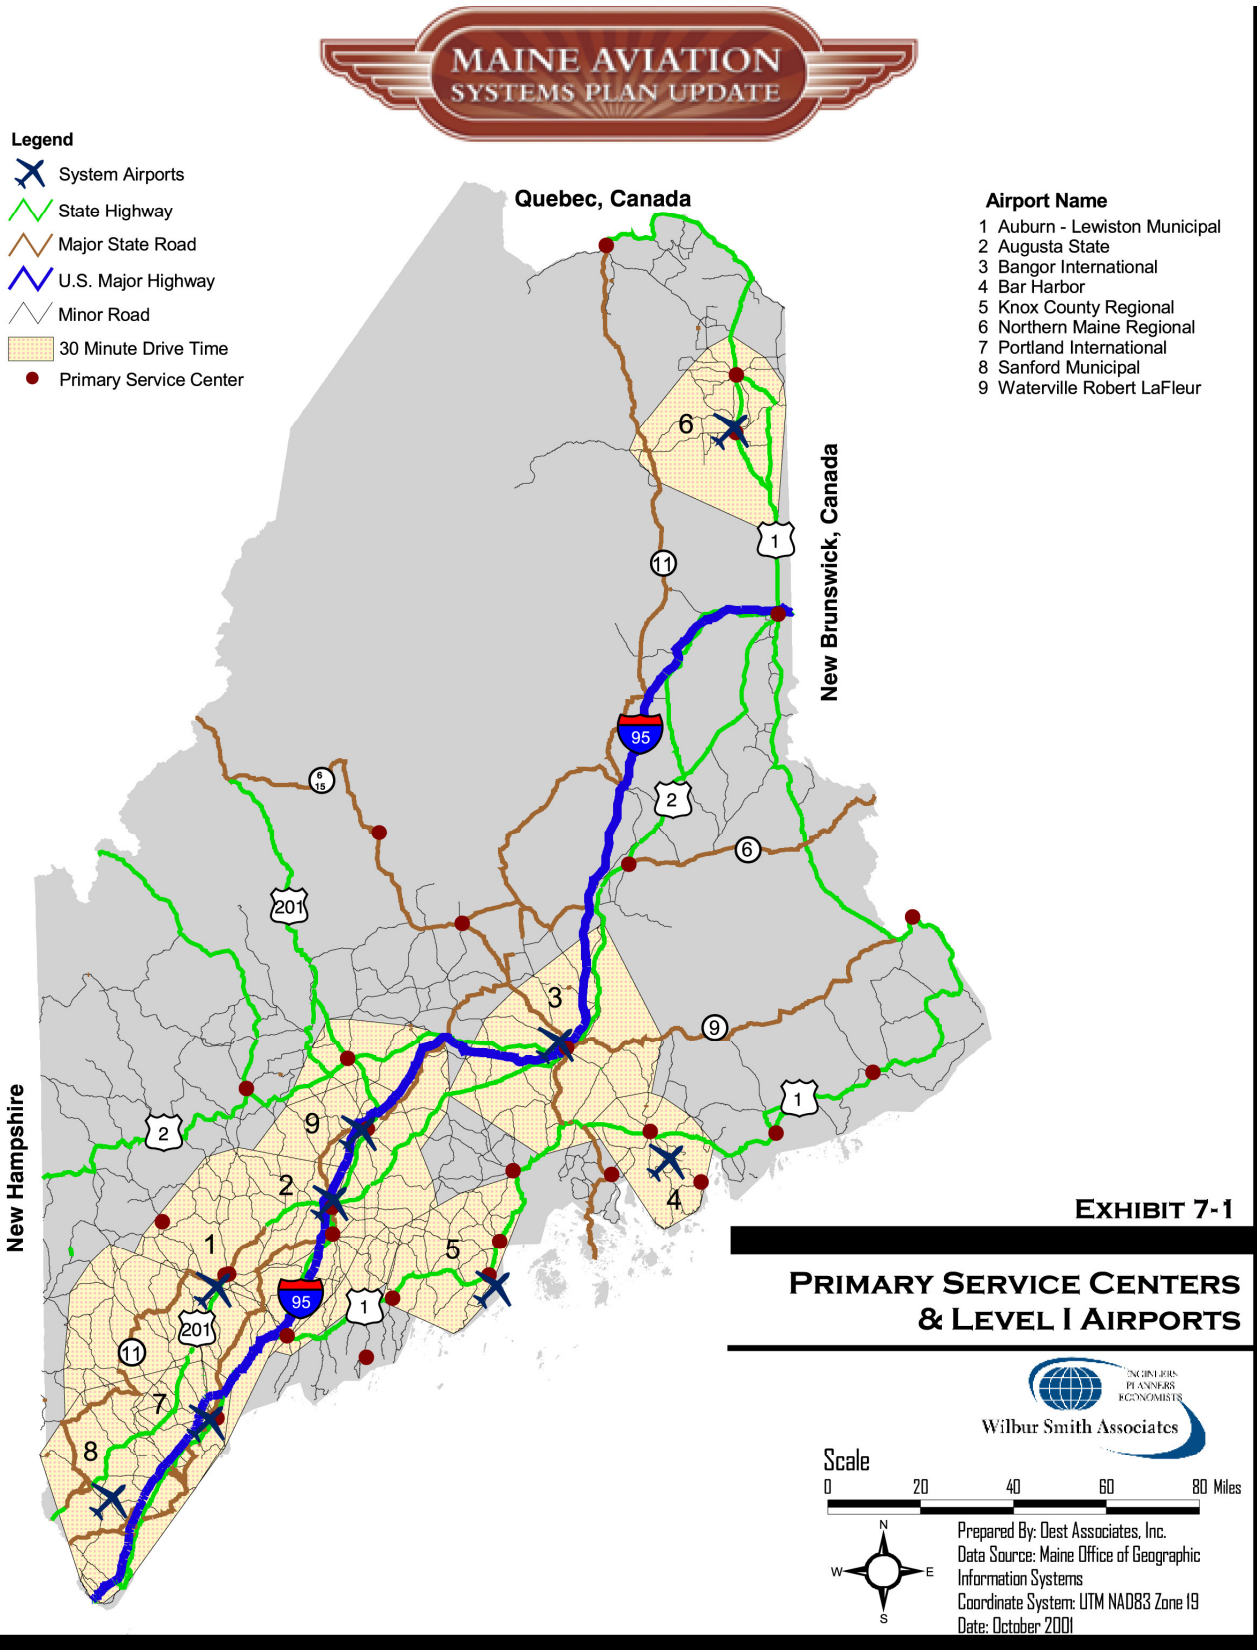 MAINE AVIATION
SYSTEMS PLAN UPDATE
Legend
System Airports
State Highway
Major State Road
U.S. Major Highway
Minor Road
30 Minute Drive Time
Primary Service Center
Quebec, Canada
Airport Name
1 Auburn - Lewiston Municipal
2 Augusta State
3 Bangor International
4 Bar Harbor
5 Knox County Regional
6 Northern Maine Regional
7 Portland International
8 Sanford Municipal
9 Waterville Robert LaFleur
6
New Brunswick, Canada
1
11
95
6
15
2
6
201
3
9
1
New Hampshire
2
9
2
4
1
5
95
1
201
11
7
8
EXHIBIT 7-1
PRIMARY SERVICE CENTERS
& LEVEL I AIRPORTS
ENGINEERS
PLANNERS
ECONOMISTS
Wilbur Smith Associates
Scale
0 20 40 60 80 Miles
N
W E
S
Prepared By: Dest Associates, Inc.
Data Source: Maine Office of Geographic
Information Systems
Coordinate System: UTM NAD83 Zone 19
Date: October 2001